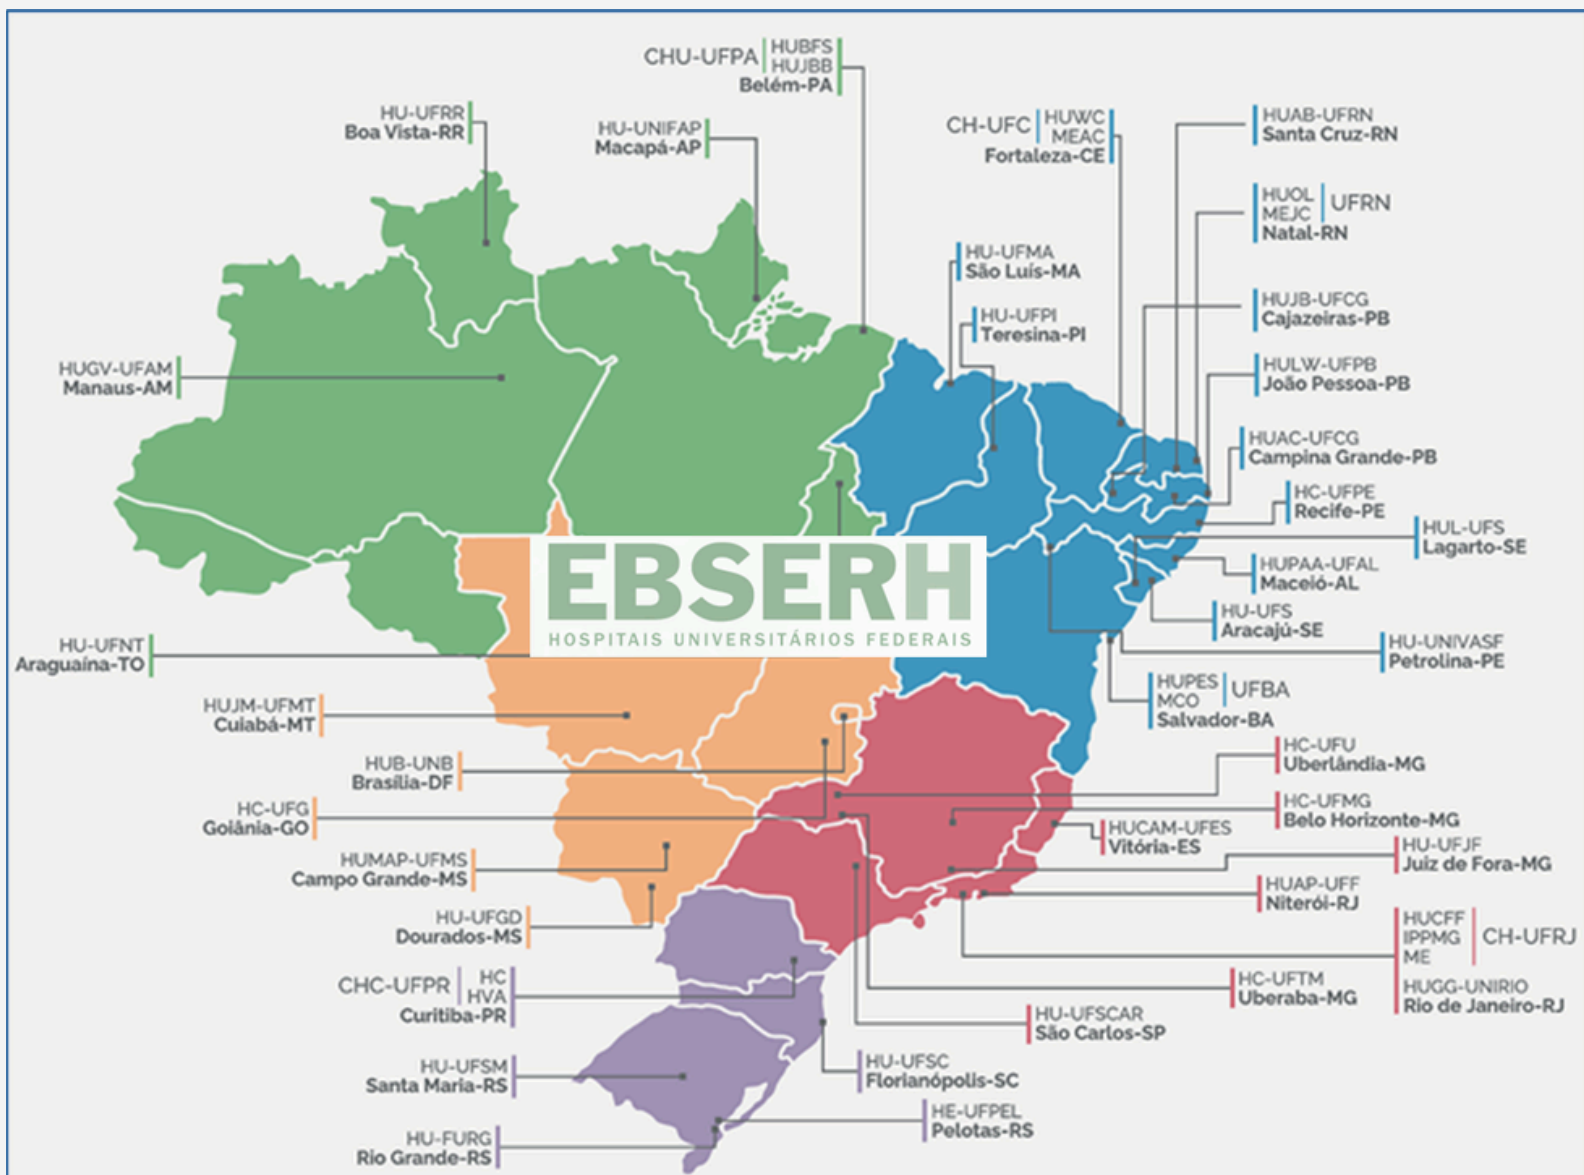 CHU-UFPA
HUBFS
HUJBB
Belém-PA
HU-UFRR
Boa Vista-RR
HU-UNIFAP
Macapá-AP
CH-UFC
HUWC
MEAC
Fortaleza-CE
HUAB-UFRN
Santa Cruz-RN
HUOL
MEJC
UFRN
Natal-RN
HU-UFMA
São Luís-MA
HU-UFPI
Teresina-PI
HUJB-UFCG
Cajazeiras-PB
HULW-UFPB
João Pessoa-PB
HUGV-UFAM
Manaus-AM
HUAC-UFCG
Campina Grande-PB
HC-UFPE
Recife-PE
HUL-UFS
Lagarto-SE
HUPAA-UFAL
Maceió-AL
EBSERH
HOSPITAIS UNIVERSITÁRIOS FEDERAIS
HU-UFS
Aracajú-SE
HU-UNIVASF
Petrolina-PE
HU-UFNT
Araguaína-TO
HUPES
MCO
UFBA
Salvador-BA
HUJM-UFMT
Cuiabá-MT
HUB-UNB
Brasília-DF
HC-UFU
Uberlândia-MG
HC-UFG
Goiânia-GO
HC-UFMG
Belo Horizonte-MG
HUCAM-UFES
Vitória-ES
HU-UFJF
Juiz de Fora-MG
HUMAP-UFMS
Campo Grande-MS
HUAP-UFF
Niterói-RJ
HU-UFGD
Dourados-MS
HUCFF
IPPMG
ME
CH-UFRJ
HUGG-UNIRIO
Rio de Janeiro-RJ
CHC-UFPR
HC
HVA
Curitiba-PR
HC-UFTM
Uberaba-MG
HU-UFSCAR
São Carlos-SP
HU-UFSM
Santa Maria-RS
HU-UFSC
Florianópolis-SC
HE-UFPEL
Pelotas-RS
HU-FURG
Rio Grande-RS